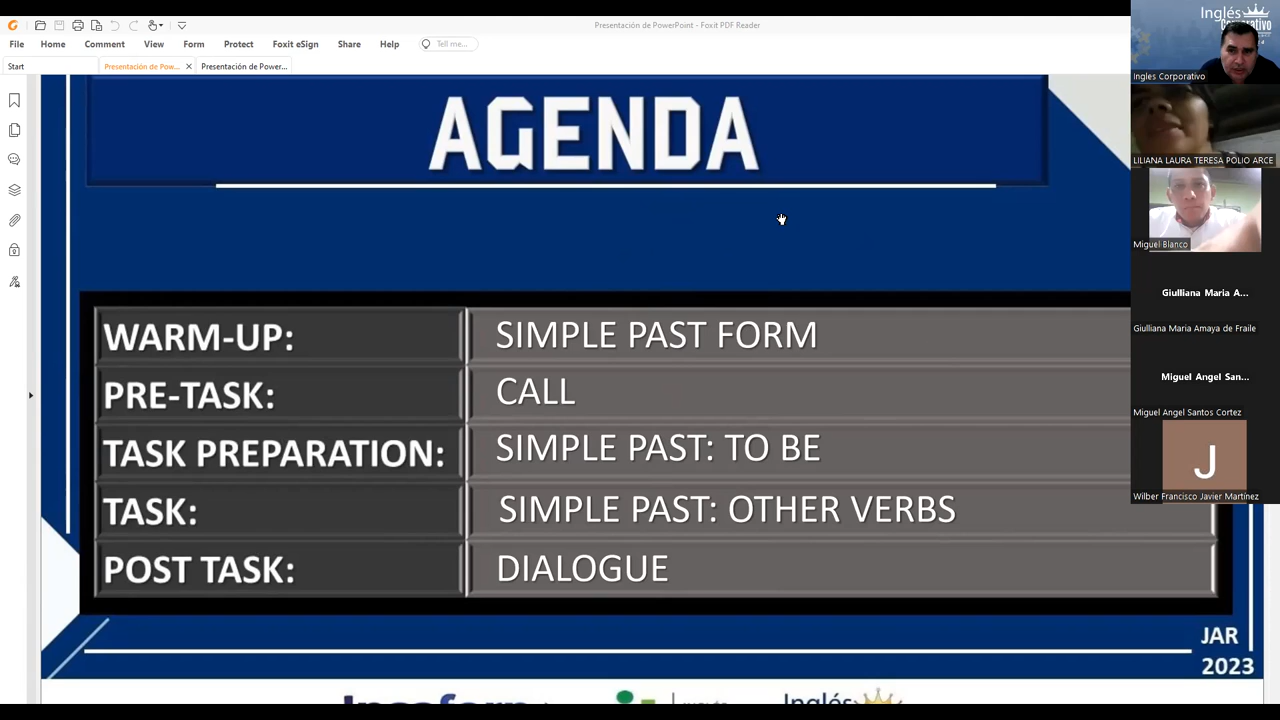 Presentación de PowerPoint - Foxit PDF Reader
File Home Comment View Form Protect Foxit eSign Share Help Tell me...
Start Presentación de Pow... Presentación de Power...
AGENDA
WARM-UP: SIMPLE PAST FORM
PRE-TASK: CALL
TASK PREPARATION: SIMPLE PAST: TO BE
TASK: SIMPLE PAST: OTHER VERBS
POST TASK: DIALOGUE
JAR
2023
Inglés
Inglés
Corporativo
Ingles Corporativo
LILIANA LAURA TERESA POLIO ARCE
Miguel Blanco
Giulliana Maria A...
Giulliana Maria Amaya de Fraile
Miguel Angel San...
Miguel Angel Santos Cortez
J
Wilber Francisco Javier Martínez